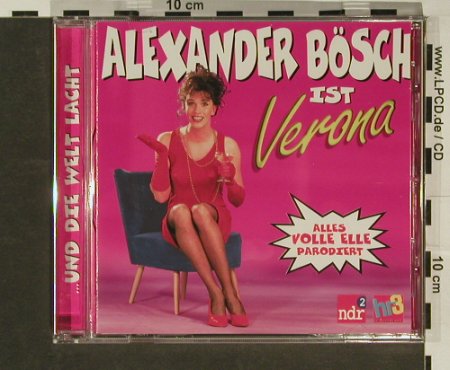 10 cm
www.LPCD.de / CD
10 cm
...UND DIE WELT LACHT
ALEXANDER BÖSCH
IST
Verona
ALLES
VOLLE ELLE
PARODIERT
ndr 2
hr3